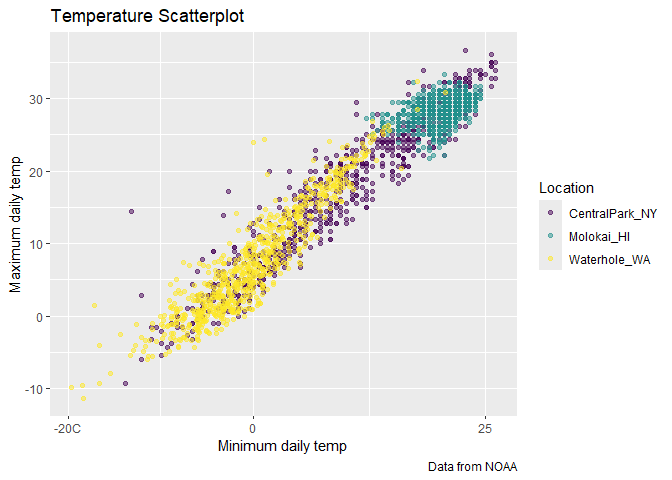 Temperature Scatterplot
Maximum daily temp
30
20
10
0
-10
-20C 0 25
Minimum daily temp
Location
CentralPark_NY
Molokai_HI
Waterhole_WA
Data from NOAA